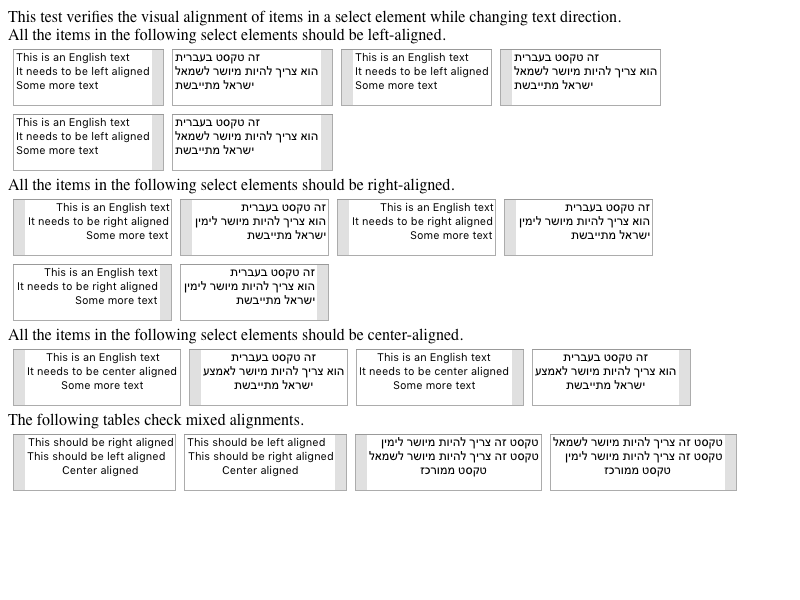 This test verifies the visual alignment of items in a select element while changing text direction.
All the items in the following select elements should be left-aligned.
This is an English text
It needs to be left aligned
Some more text
זה טקסט בעברית
הוא צריך להיות מיושר לשמאל
ישראל מתייבשת
This is an English text
It needs to be left aligned
Some more text
זה טקסט בעברית
הוא צריך להיות מיושר לשמאל
ישראל מתייבשת
This is an English text
It needs to be left aligned
Some more text
זה טקסט בעברית
הוא צריך להיות מיושר לשמאל
ישראל מתייבשת
All the items in the following select elements should be right-aligned.
This is an English text
It needs to be right aligned
Some more text
זה טקסט בעברית
הוא צריך להיות מיושר לימין
ישראל מתייבשת
This is an English text
It needs to be right aligned
Some more text
זה טקסט בעברית
הוא צריך להיות מיושר לימין
ישראל מתייבשת
This is an English text
It needs to be right aligned
Some more text
זה טקסט בעברית
הוא צריך להיות מיושר לימין
ישראל מתייבשת
All the items in the following select elements should be center-aligned.
This is an English text
It needs to be center aligned
Some more text
זה טקסט בעברית
הוא צריך להיות מיושר לאמצע
ישראל מתייבשת
This is an English text
It needs to be center aligned
Some more text
זה טקסט בעברית
הוא צריך להיות מיושר לאמצע
ישראל מתייבשת
The following tables check mixed alignments.
This should be right aligned
This should be left aligned
Center aligned
This should be left aligned
This should be right aligned
Center aligned
טקסט זה צריך להיות מיושר לימין
טקסט זה צריך להיות מיושר לשמאל
טקסט ממורכז
טקסט זה צריך להיות מיושר לשמאל
טקסט זה צריך להיות מיושר לימין
טקסט ממורכז